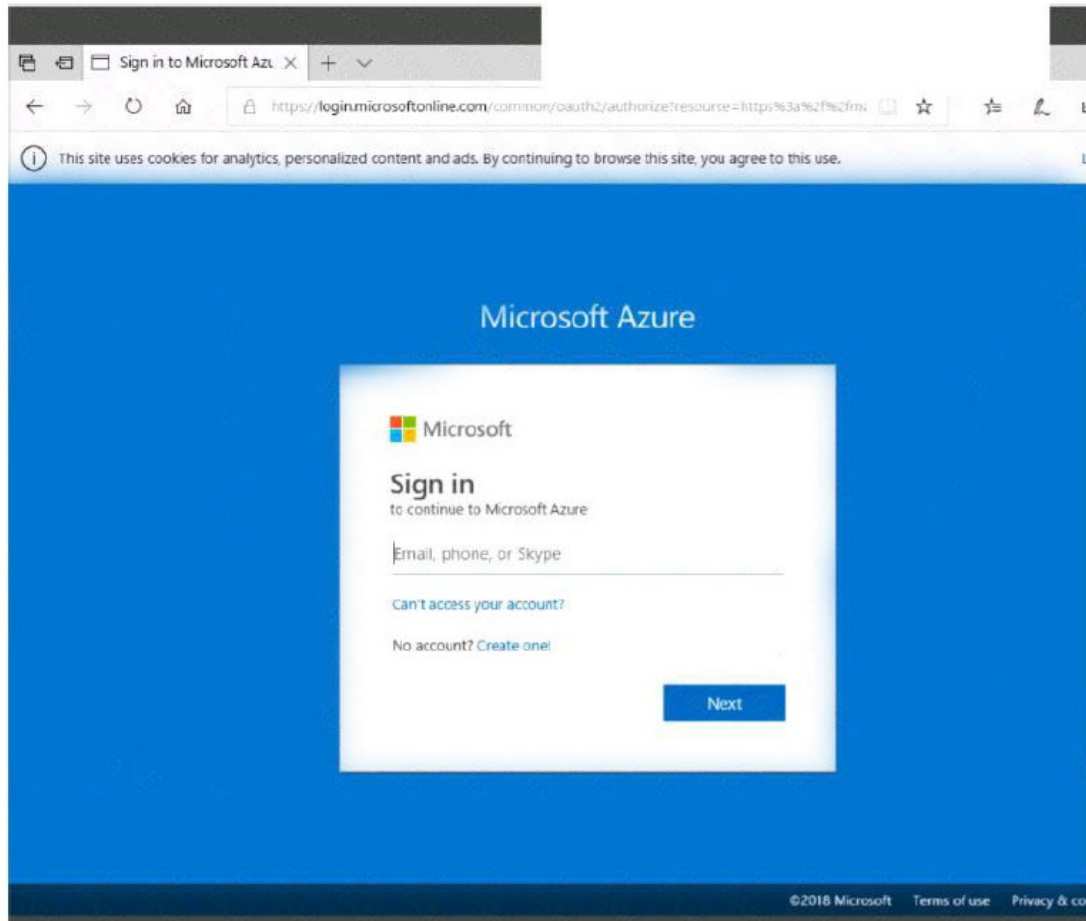 Sign in to Microsoft Azu
https://login.microsoftonline.com/common/oauth2/authorize?resource=https%3a%2f%2fm
This site uses cookies for analytics, personalized content and ads. By continuing to browse this site, you agree to this use.
Microsoft Azure
Microsoft
Sign in
to continue to Microsoft Azure
Email, phone, or Skype
Can't access your account?
No account? Create one!
Next
©2018 Microsoft Terms of use Privacy & co